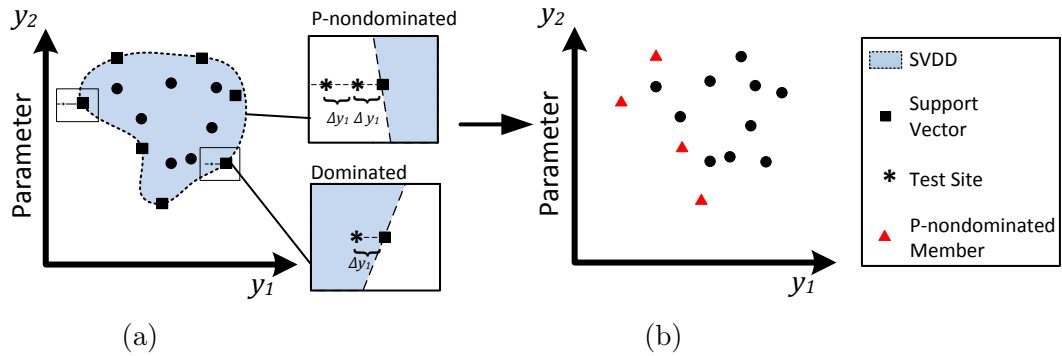 y2
Parameter
y1
P-nondominated
* *
Δy1 Δy1
Dominated
*
Δy1
(a)
y2
Parameter
y1
(b)
SVDD
Support
Vector
* Test Site
P-nondominated
Member